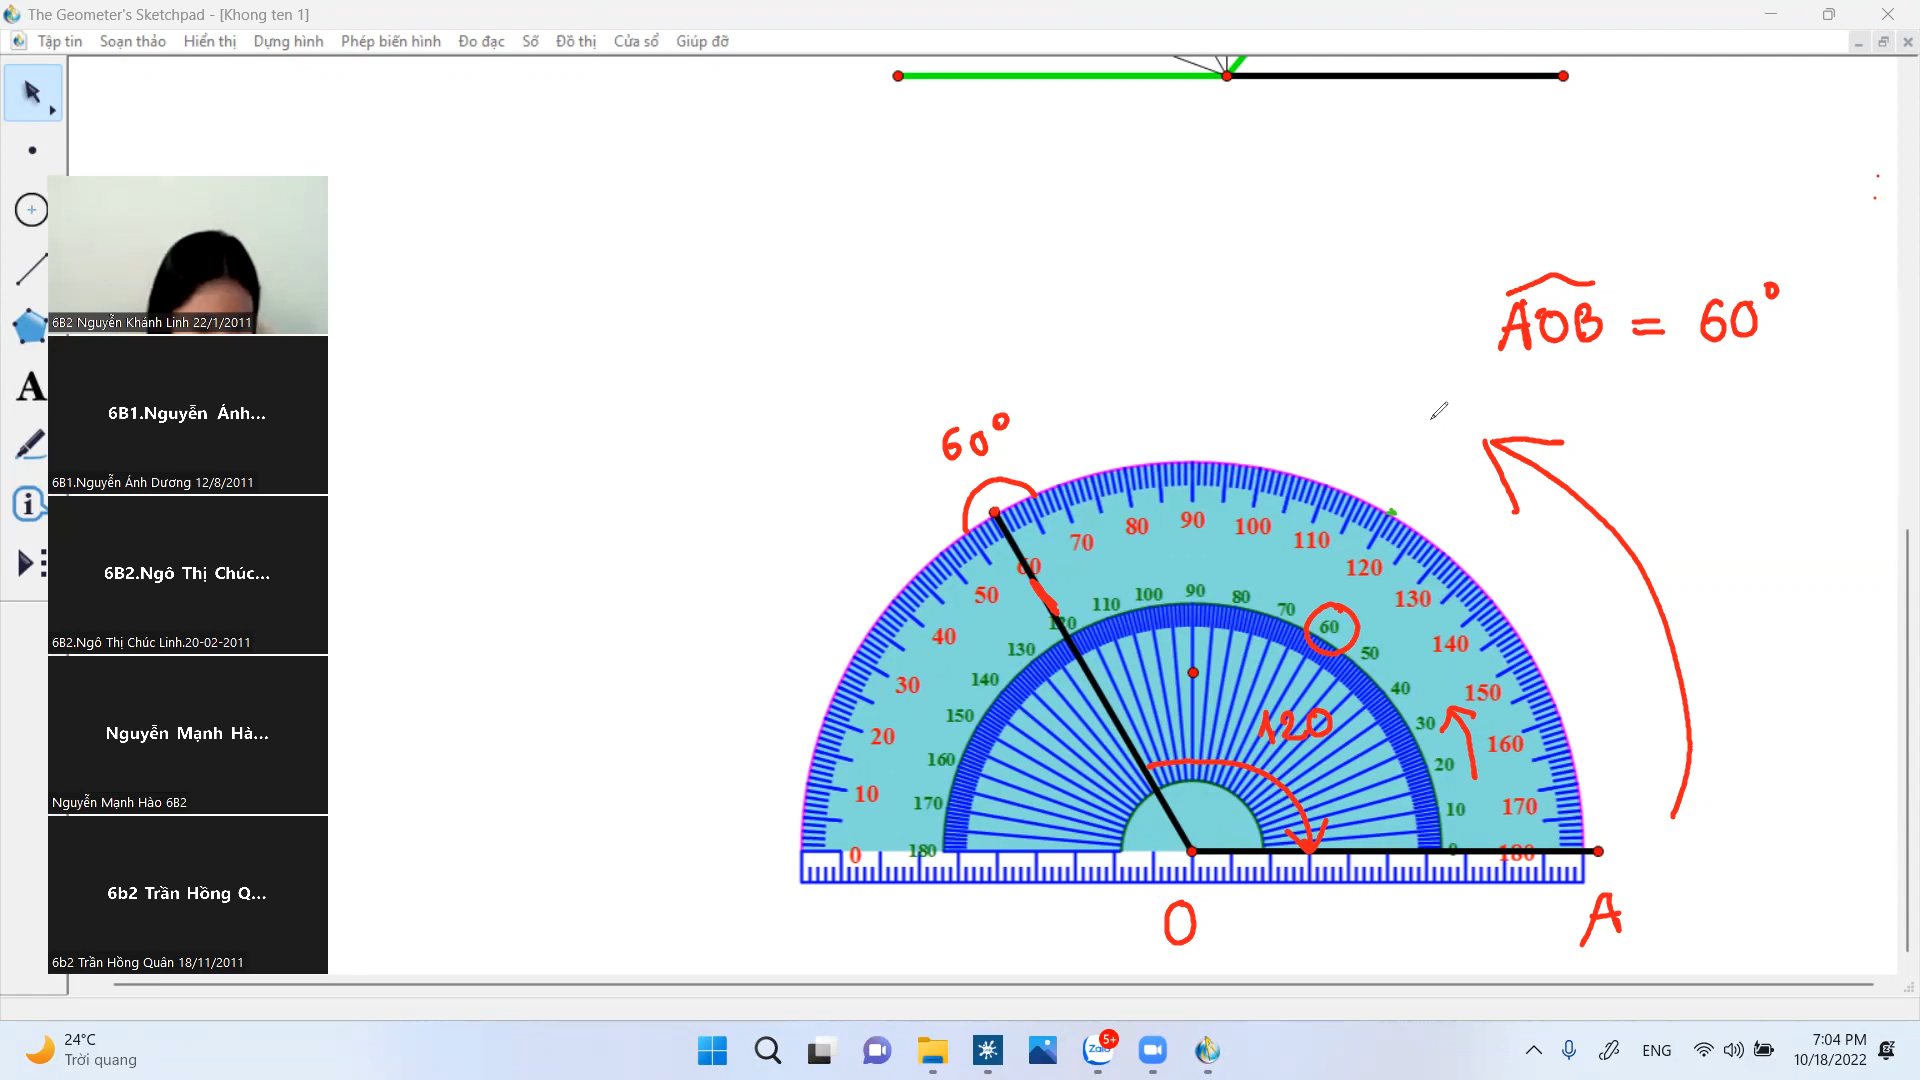 The Geometer's Sketchpad - [Khong ten 1]
Tập tin Soạn thảo Hiển thị Dựng hình Phép biến hình Đo đạc Số Đồ thị Cửa sổ Giúp đỡ
A
6B2 Nguyễn Khánh Linh 22/1/2011
6B1.Nguyễn Ánh...
6B1.Nguyễn Ánh Dương 12/8/2011
6B2.Ngô Thị Chúc...
6B2.Ngô Thị Chúc Linh.20-02-2011
Nguyễn Mạnh Hà...
Nguyễn Mạnh Hào 6B2
6b2 Trần Hồng Q...
6b2 Trần Hồng Quân 18/11/2011
AOB = 60°
60°
0 10 20 30 40 50 60 70 80 90 100 110 120 130 140 150 160 170 180
180 170 160 150 140 130 120 110 100 90 80 70 60 50 40 30 20 10 0
120
O A
24°C
Trời quang
Zalo
5+
ENG
7:04 PM
10/18/2022